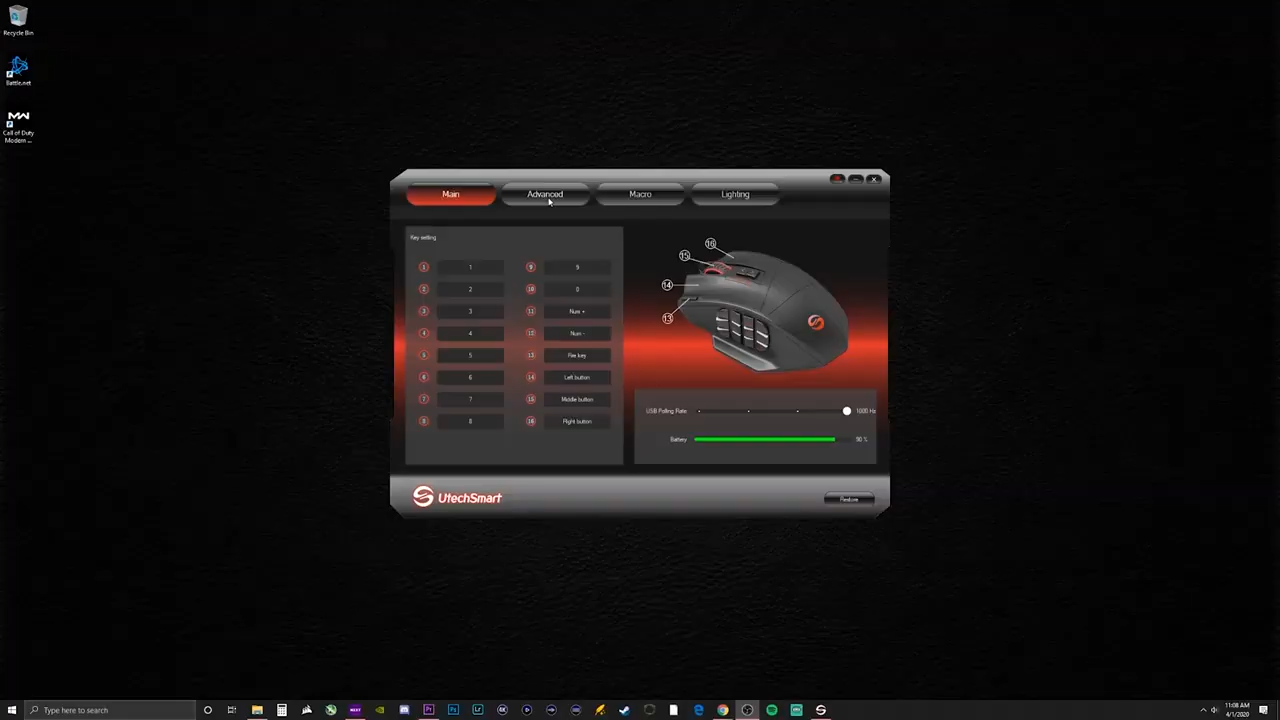 Recycle Bin
Battle.net
MW
Call of Duty
Modern ...
Main
Advanced
Macro
Lighting
Key setting
1 1
2 2
3 3
4 4
5 5
6 6
7 7
8 8
9 9
10 0
11 Num +
12 Num -
13 Fire key
14 Left button
15 Middle button
16 Right button
16
15
14
13
USB Polling Rate 1000 Hz
Battery 90 %
UtechSmart
Restore
Type here to search
11:08 AM
4/1/2020